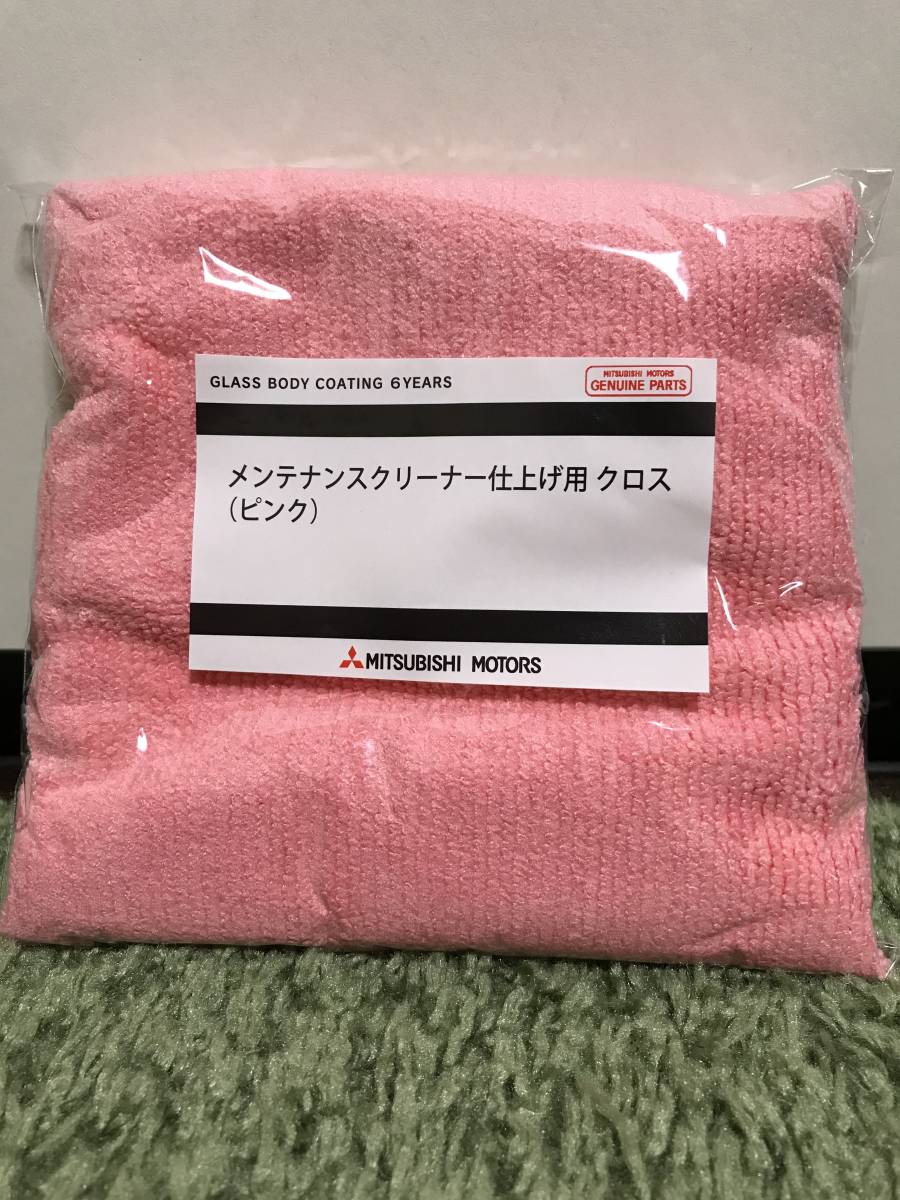 GLASS BODY COATING 6YEARS
MITSUBISHI MOTORS
GENUINE PARTS
メンテナンスクリーナー仕上げ用 クロス
（ピンク）
MITSUBISHI MOTORS